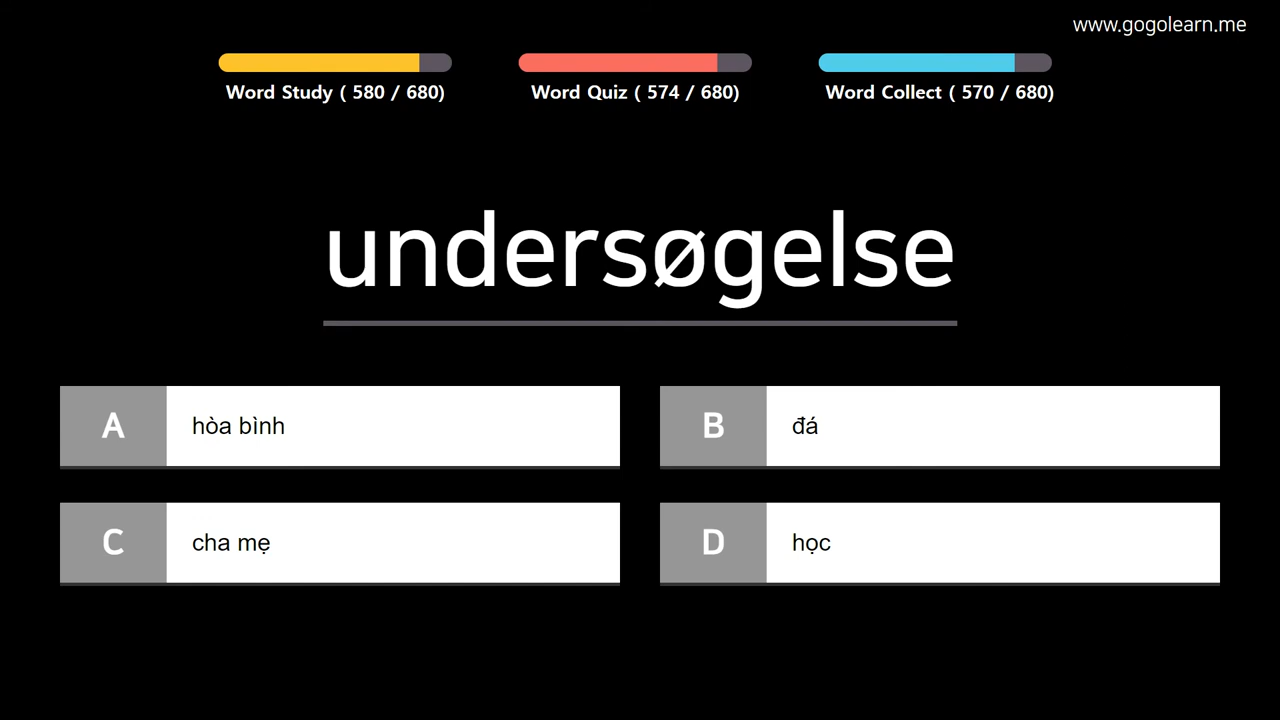 www.gogolearn.me
Word Study ( 580 / 680)
Word Quiz ( 574 / 680)
Word Collect ( 570 / 680)
undersøgelse
A hòa bình
B đá
C cha mẹ
D học